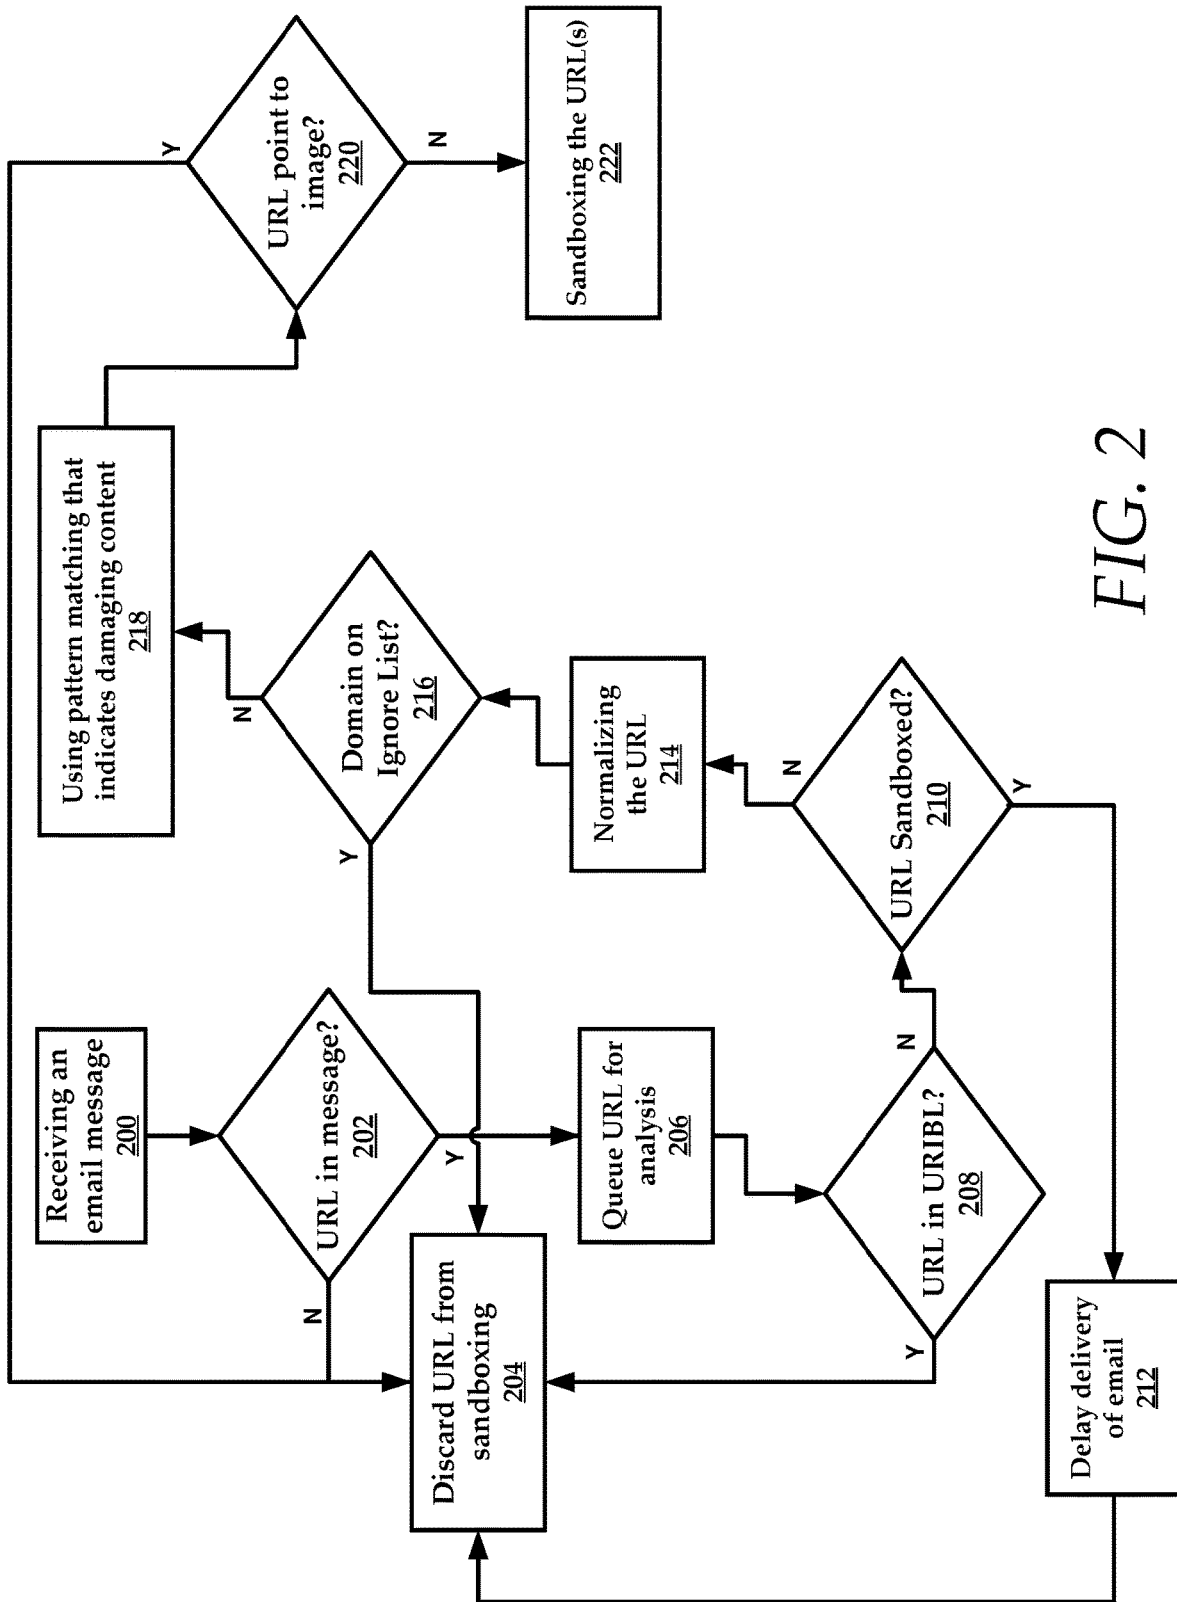 Receiving an
email message
200
URL in message?
202
N
Y
Discard URL from
sandboxing
204
Queue URL for
analysis
206
URL in URIBL?
208
Y
N
URL Sandboxed?
210
Y
N
Delay delivery
of email
212
Normalizing
the URL
214
Domain on
Ignore List?
216
Y
N
Using pattern matching that
indicates damaging content
218
URL point to
image?
220
Y
N
Sandboxing the URL(s)
222
FIG. 2